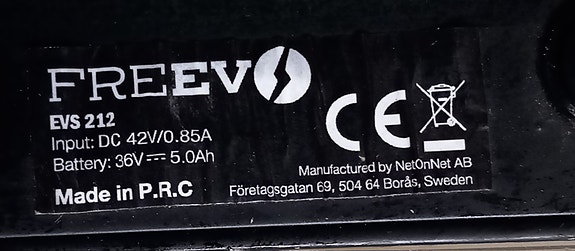 FREEVO
EVS 212
Input: DC 42V/0.85A
Battery: 36V⎓5.0Ah
Made in P.R.C
CE
Manufactured by NetOnNet AB
Företagsgatan 69, 504 64 Borås, Sweden